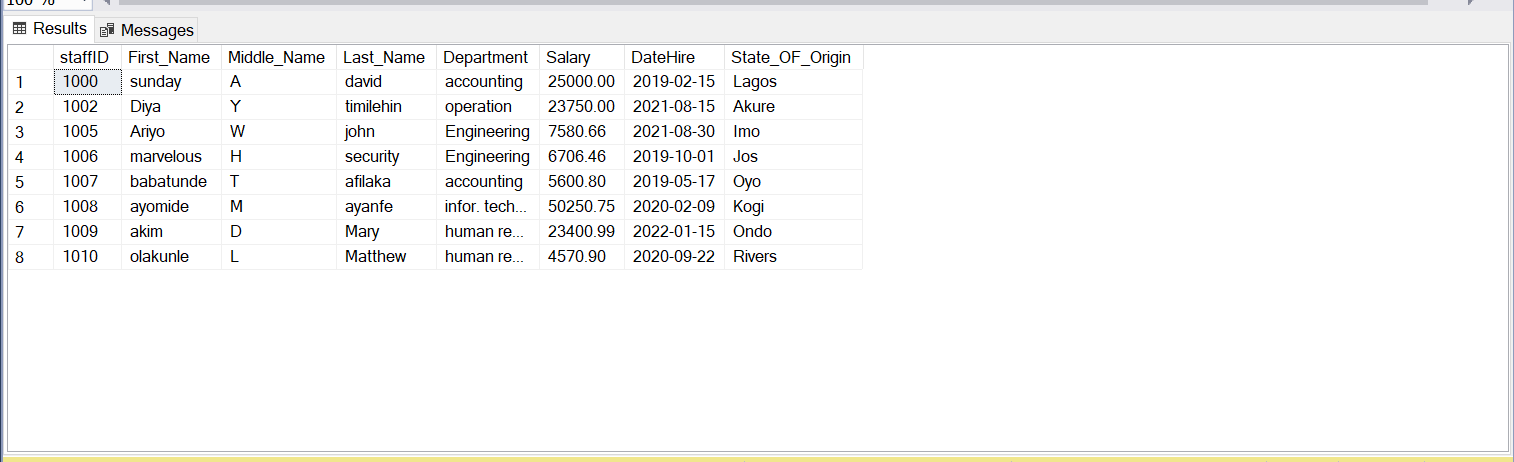 100 %
Results Messages
staffID First_Name Middle_Name Last_Name Department Salary DateHire State_OF_Origin
1 1000 sunday A david accounting 25000.00 2019-02-15 Lagos
2 1002 Diya Y timilehin operation 23750.00 2021-08-15 Akure
3 1005 Ariyo W john Engineering 7580.66 2021-08-30 Imo
4 1006 marvelous H security Engineering 6706.46 2019-10-01 Jos
5 1007 babatunde T afilaka accounting 5600.80 2019-05-17 Oyo
6 1008 ayomide M ayanfe infor. tech... 50250.75 2020-02-09 Kogi
7 1009 akim D Mary human re... 23400.99 2022-01-15 Ondo
8 1010 olakunle L Matthew human re... 4570.90 2020-09-22 Rivers